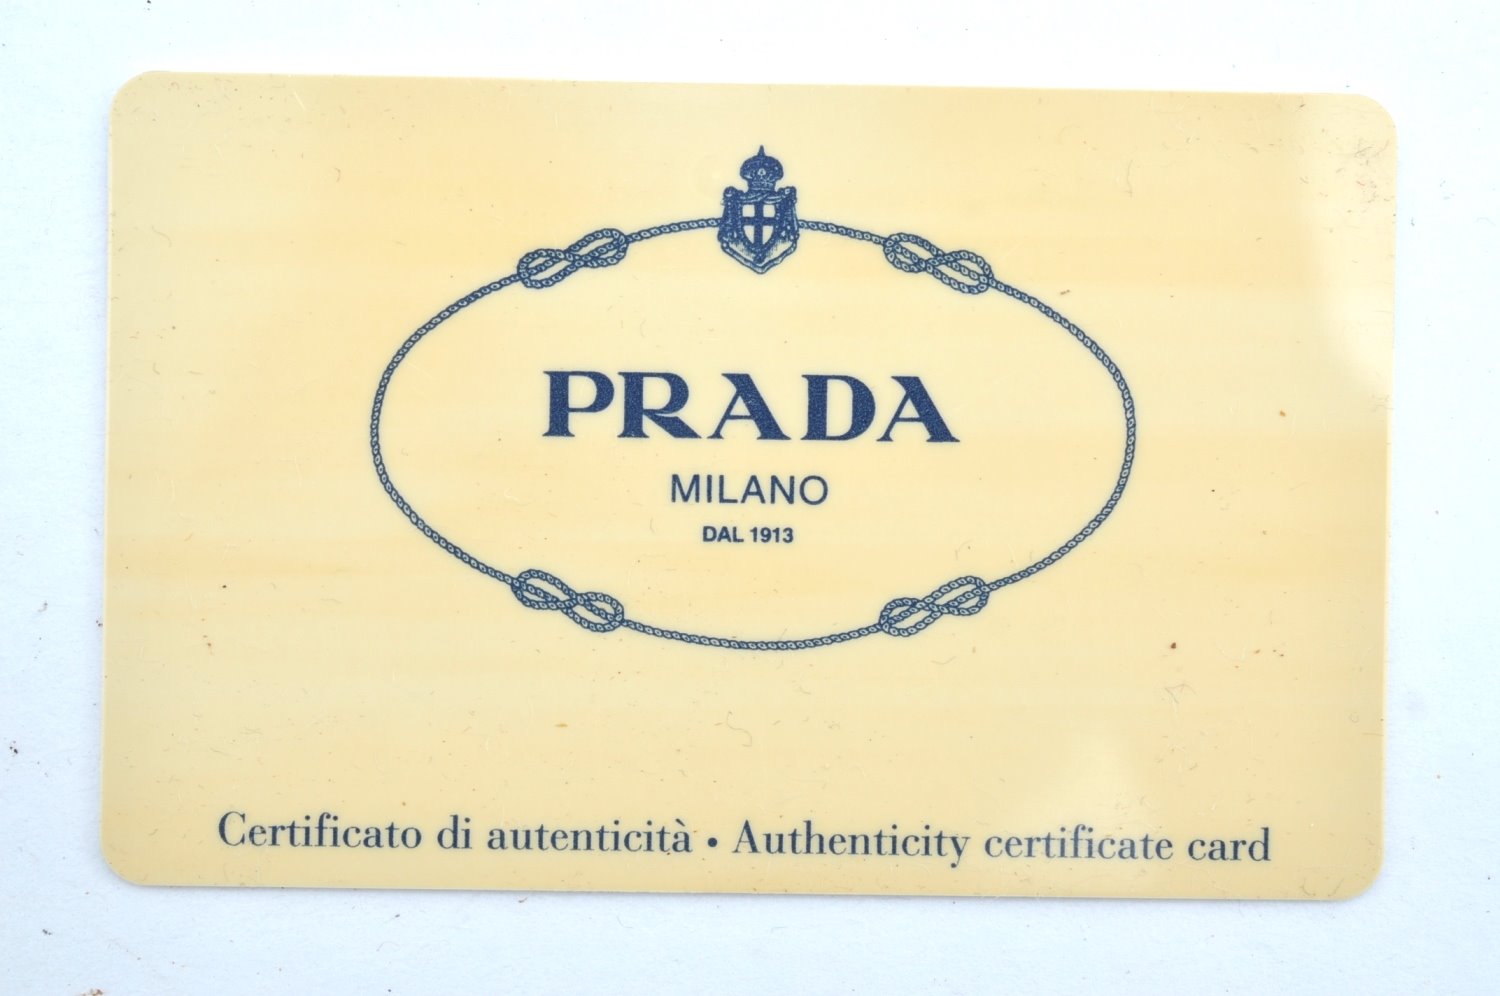 PRADA
MILANO
DAL 1913
Certificato di autenticità • Authenticity certificate card